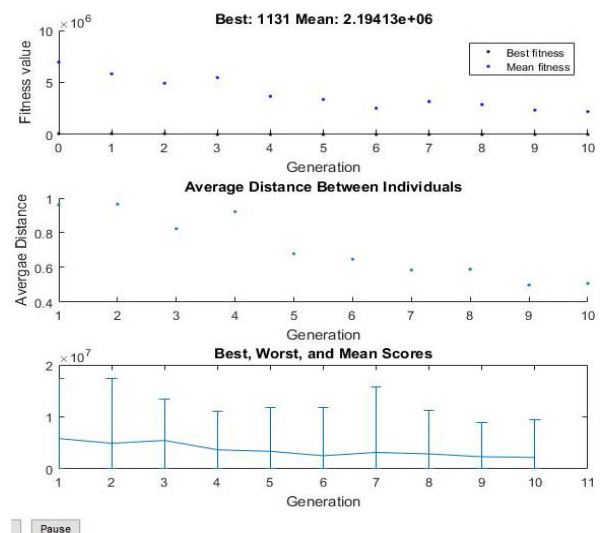 Best: 1131 Mean: 2.19413e+06
×10^6
10
5
0
Fitness value
Best fitness
Mean fitness
0 1 2 3 4 5 6 7 8 9 10
Generation
Average Distance Between Individuals
1
0.8
0.6
0.4
Avergae Distance
1 2 3 4 5 6 7 8 9 10
Generation
Best, Worst, and Mean Scores
×10^7
2
1
0
1 2 3 4 5 6 7 8 9 10 11
Generation
Pause